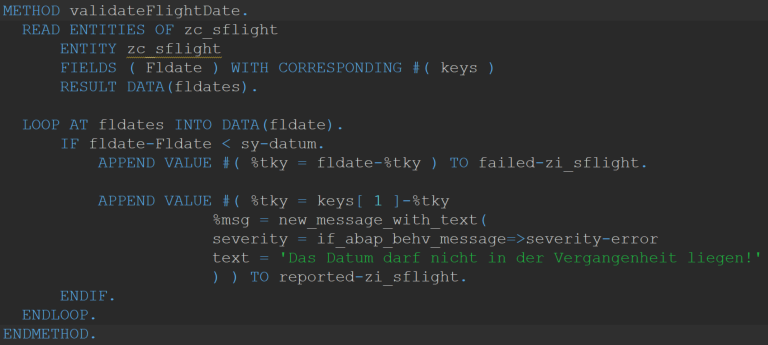 METHOD validateFlightDate.
READ ENTITIES OF zc_sflight
ENTITY zc_sflight
FIELDS ( Fldate ) WITH CORRESPONDING #( keys )
RESULT DATA(fldates).
LOOP AT fldates INTO DATA(fldate).
IF fldate-Fldate < sy-datum.
APPEND VALUE #( %tky = fldate-%tky ) TO failed-zi_sflight.
APPEND VALUE #( %tky = keys[ 1 ]-%tky
%msg = new_message_with_text(
severity = if_abap_behv_message=>severity-error
text = 'Das Datum darf nicht in der Vergangenheit liegen!'
) ) TO reported-zi_sflight.
ENDIF.
ENDLOOP.
ENDMETHOD.